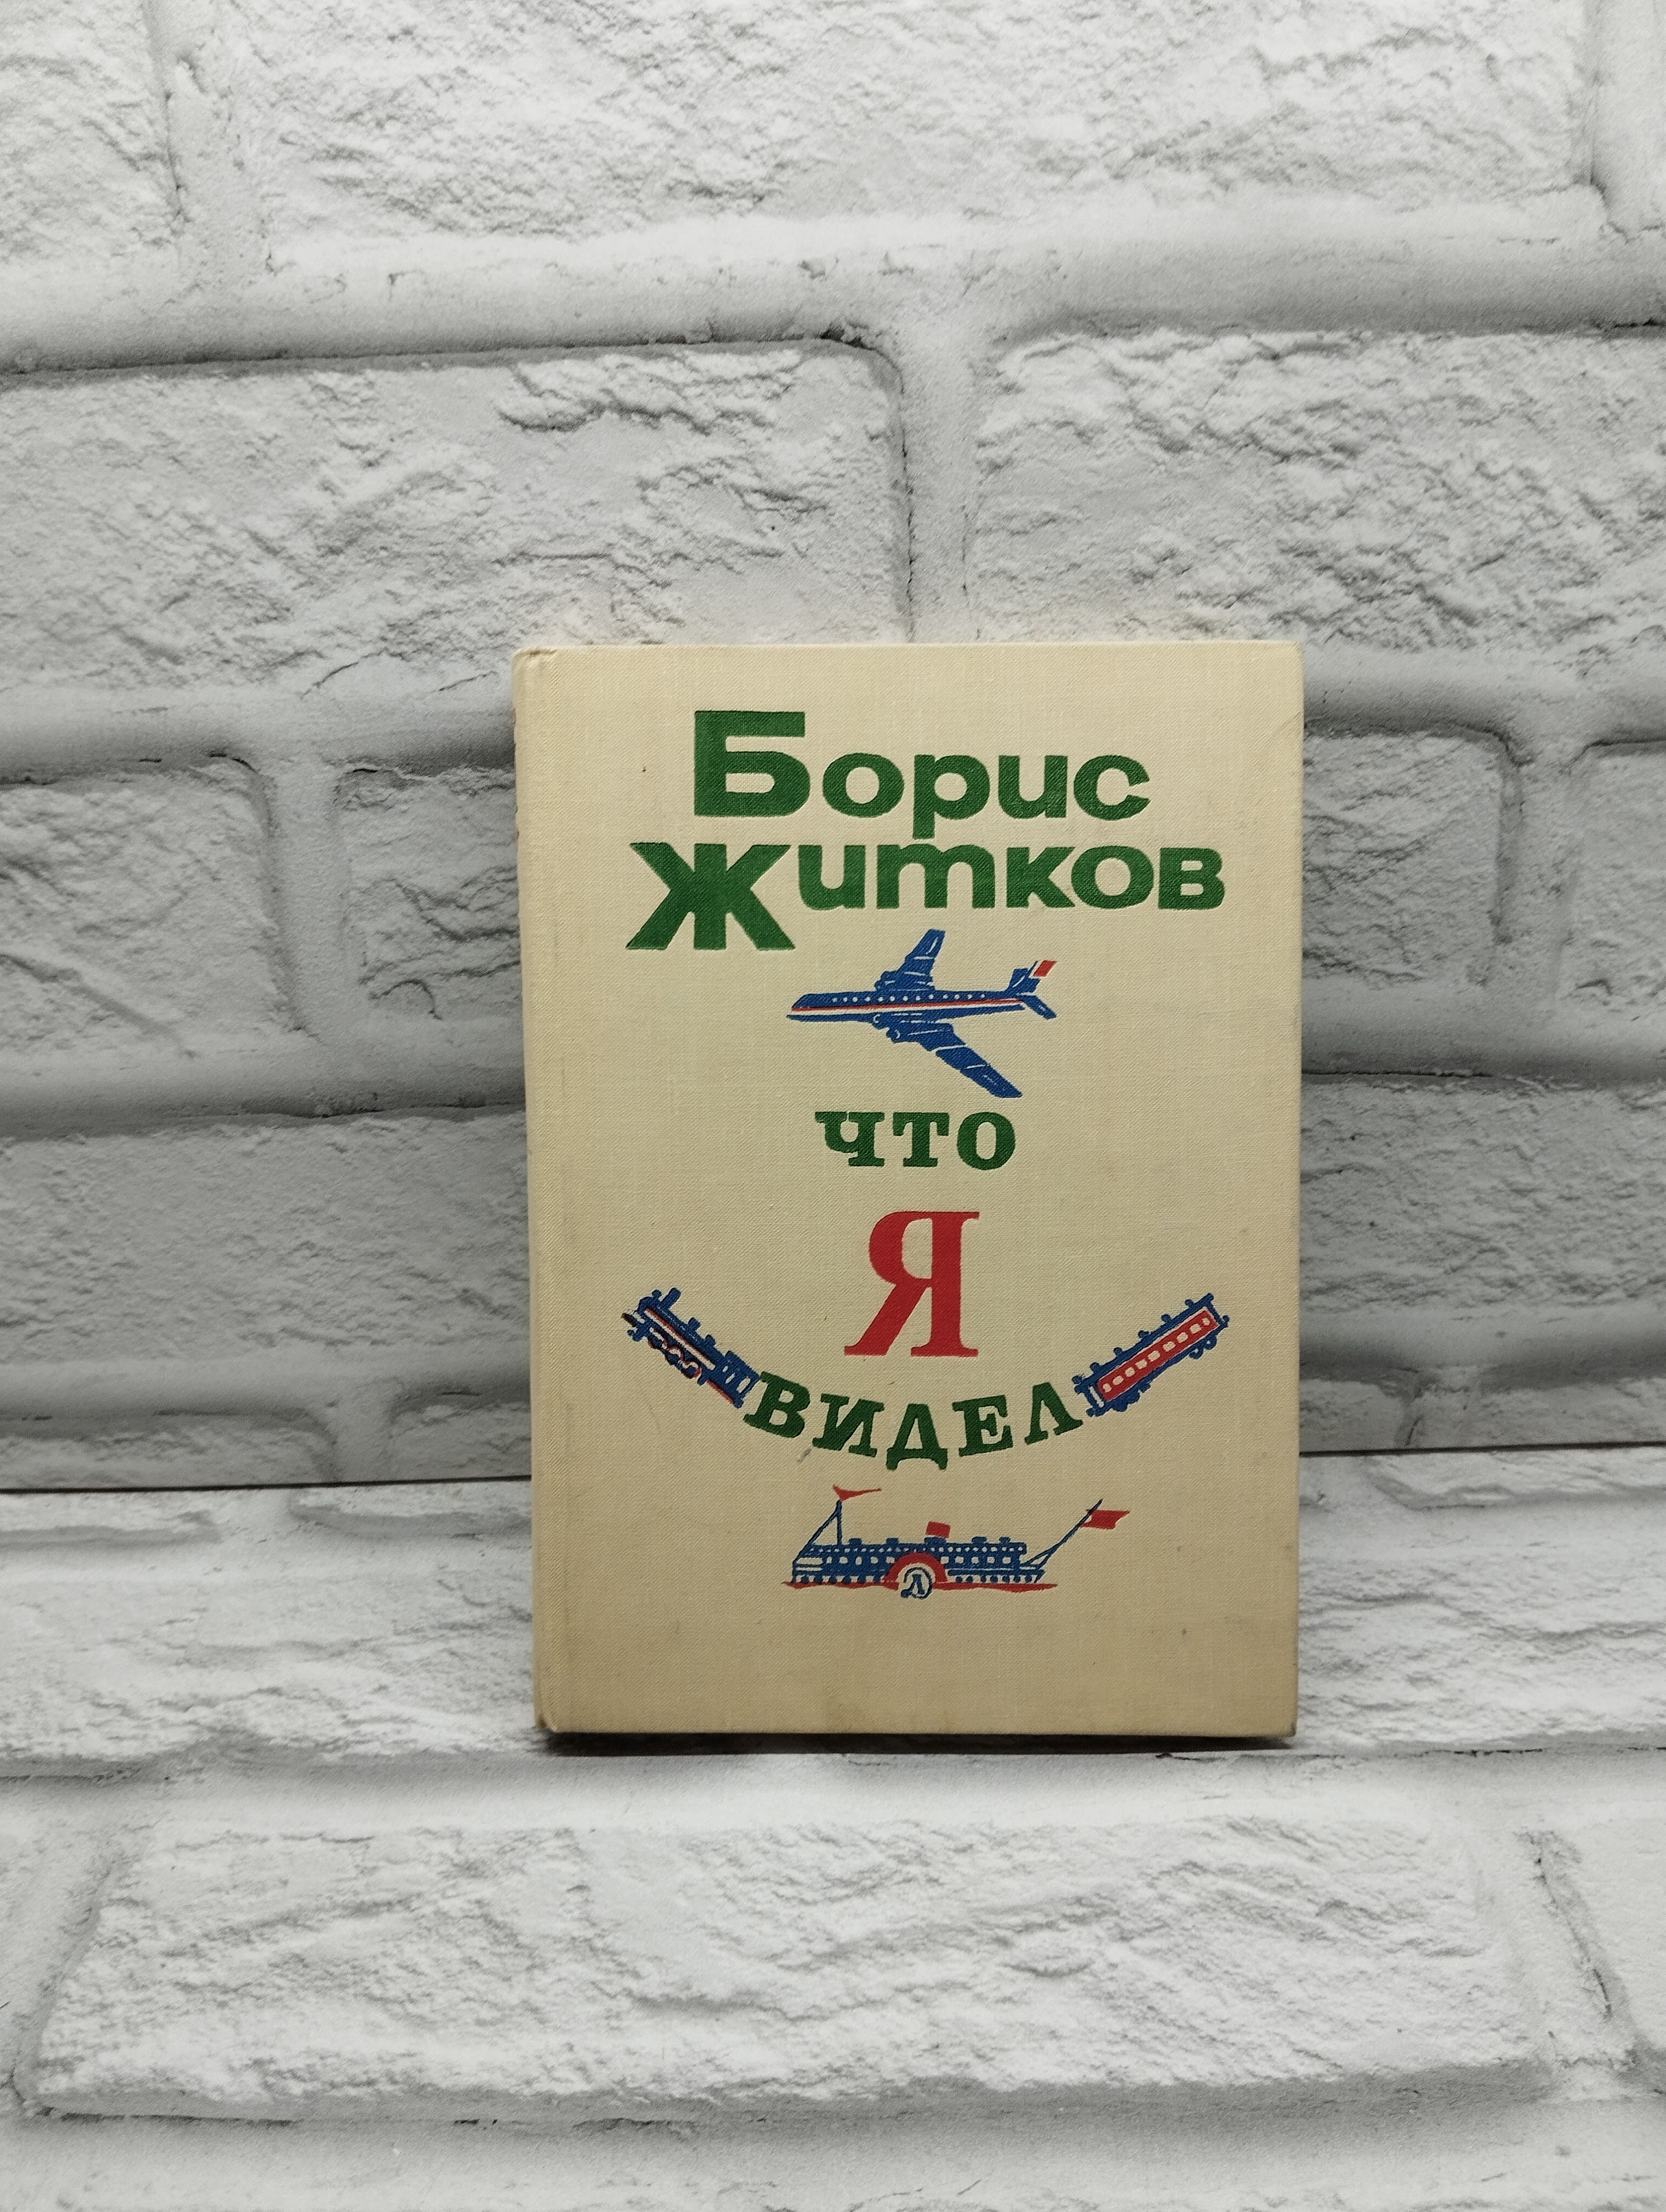 Борис
Житков
что
Я
ВИДЕЛ
Л